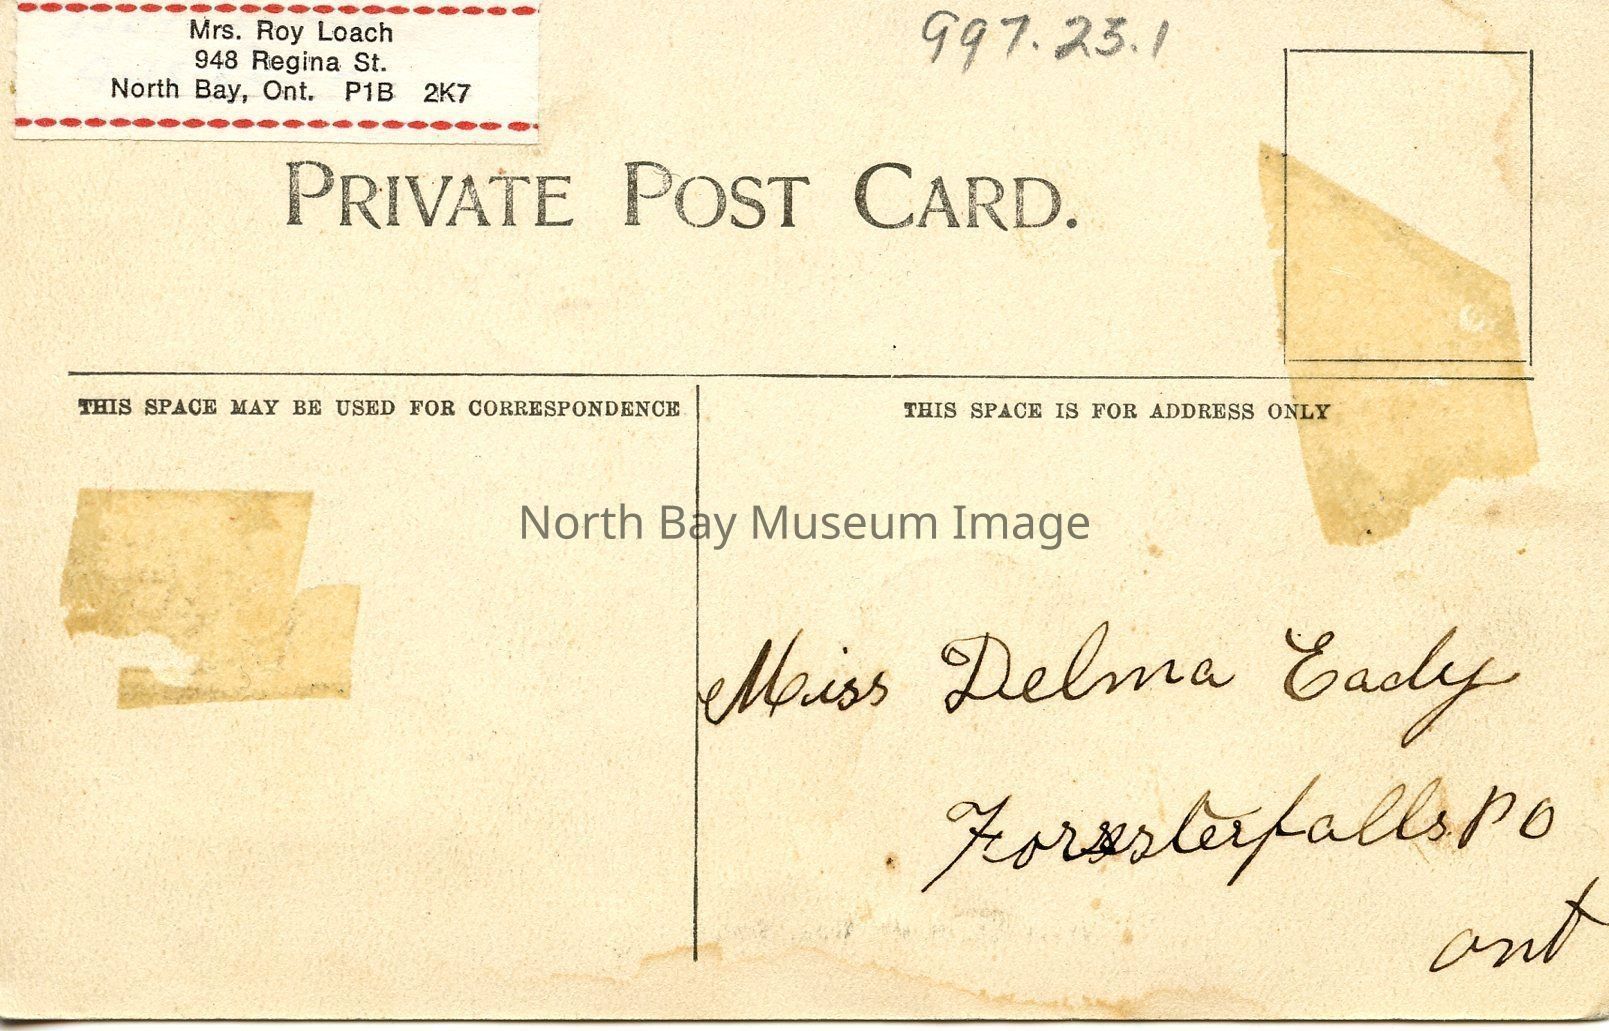 Mrs. Roy Loach
948 Regina St.
North Bay, Ont. P1B 2K7
997.23.1
PRIVATE POST CARD.
THIS SPACE MAY BE USED FOR CORRESPONDENCE
THIS SPACE IS FOR ADDRESS ONLY
North Bay Museum Image
Miss Delma Eady
Foresterfalls P O
ont